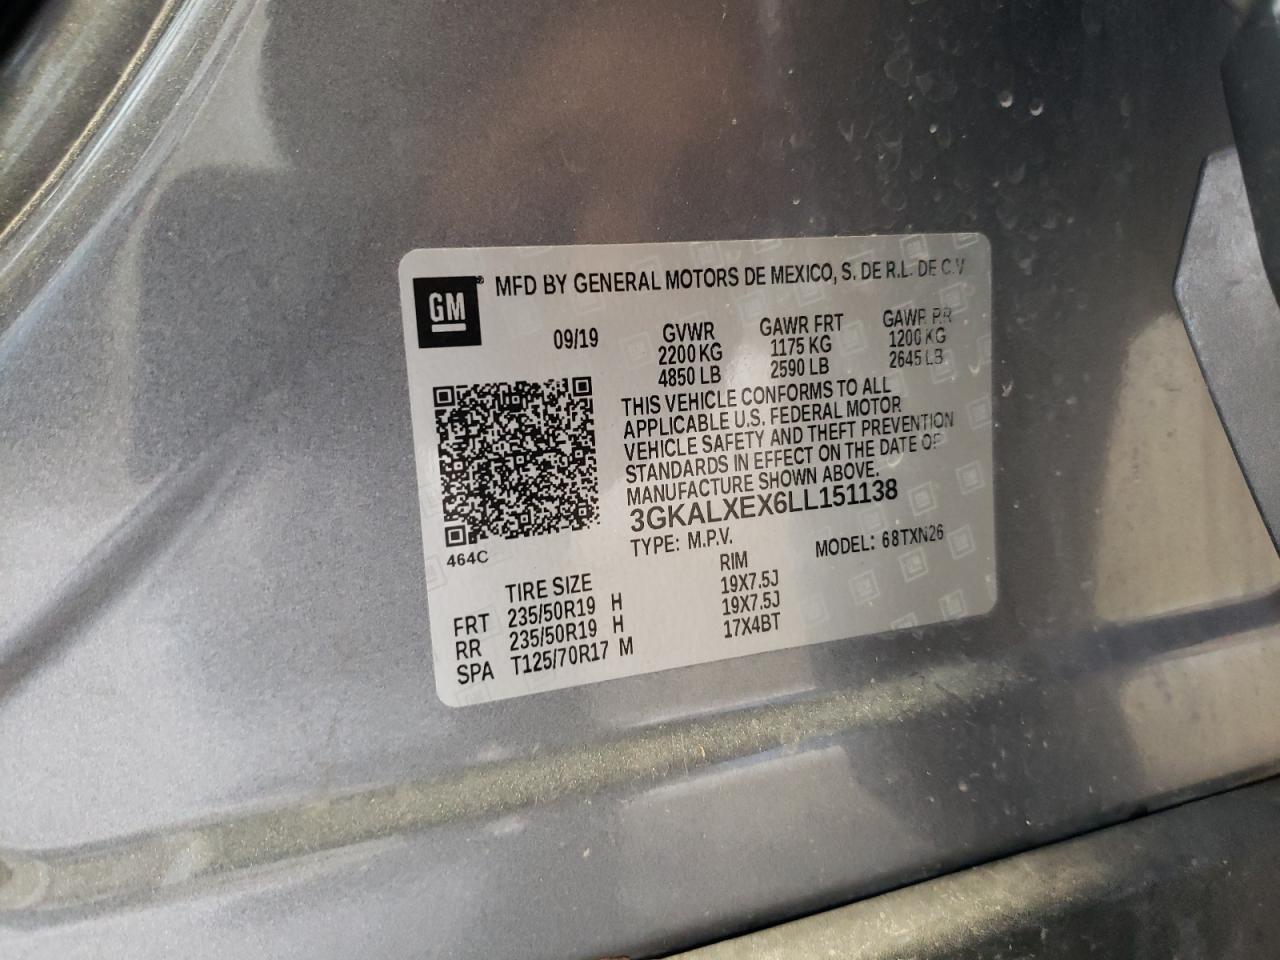 GM ® MFD BY GENERAL MOTORS DE MEXICO, S. DE R.L. DE C.V
09/19 GVWR GAWR FRT GAWR RR
2200 KG 1175 KG 1200 KG
4850 LB 2590 LB 2645 LB
THIS VEHICLE CONFORMS TO ALL
APPLICABLE U.S. FEDERAL MOTOR
VEHICLE SAFETY AND THEFT PREVENTION
STANDARDS IN EFFECT ON THE DATE OF
MANUFACTURE SHOWN ABOVE.
3GKALXEX6LL151138
464C TYPE: M.P.V. MODEL: 68TXN26
TIRE SIZE RIM
FRT 235/50R19 H 19X7.5J
RR 235/50R19 H 19X7.5J
SPA T125/70R17 M 17X4BT